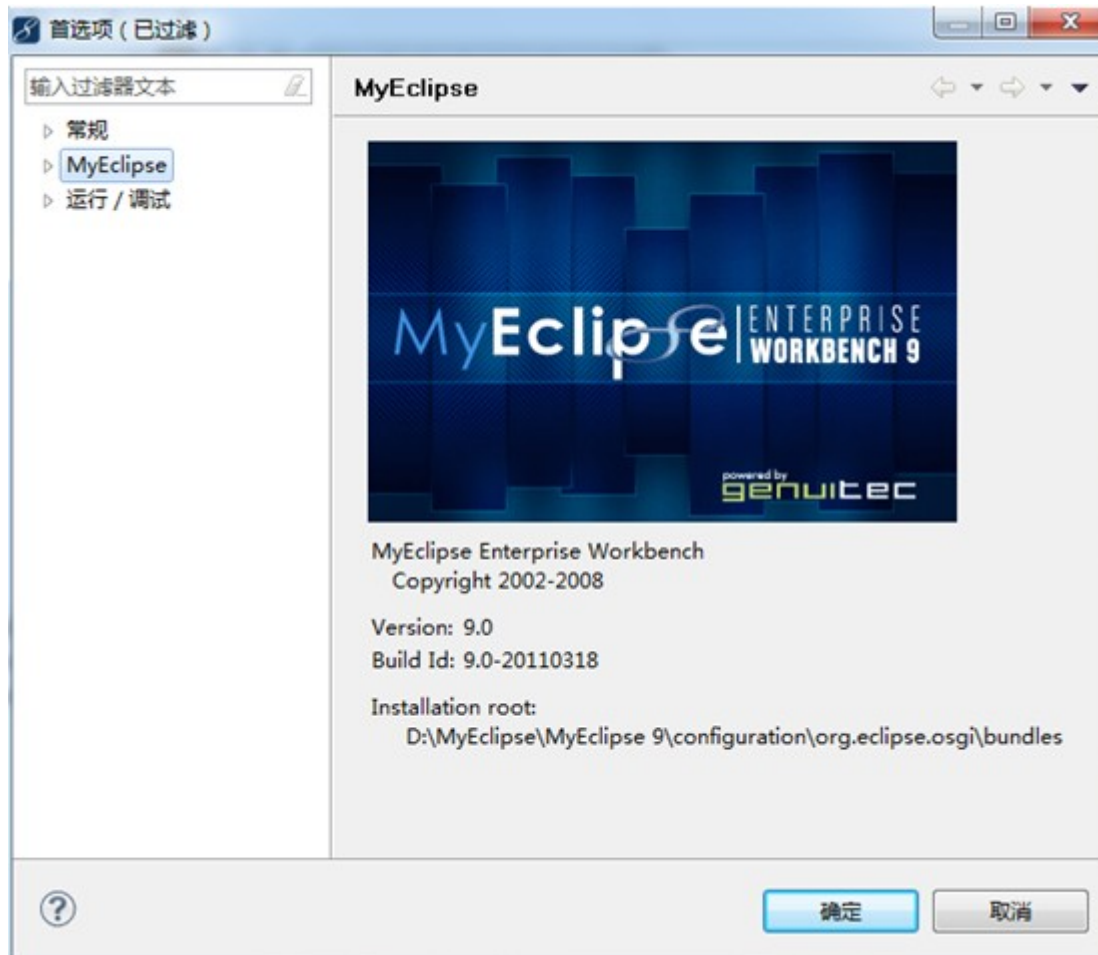 首选项 ( 已过滤 )
输入过滤器文本
常规
MyEclipse
运行 / 调试
MyEclipse
MyEclipse ENTERPRISE
WORKBENCH 9
powered by
genuitec
MyEclipse Enterprise Workbench
Copyright 2002-2008
Version: 9.0
Build Id: 9.0-20110318
Installation root:
D:\MyEclipse\MyEclipse 9\configuration\org.eclipse.osgi\bundles
确定
取消